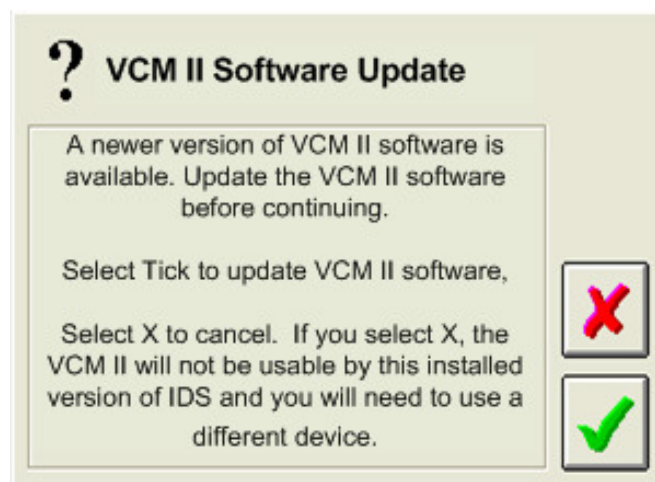 ? VCM II Software Update
A newer version of VCM II software is
available. Update the VCM II software
before continuing.
Select Tick to update VCM II software,
Select X to cancel. If you select X, the
VCM II will not be usable by this installed
version of IDS and you will need to use a
different device.